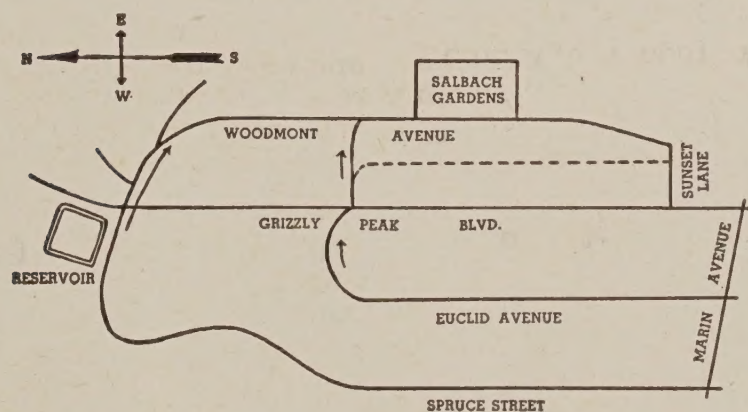 E
N S
W
SALBACH
GARDENS
WOODMONT AVENUE
SUNSET
LANE
GRIZZLY PEAK BLVD.
RESERVOIR
AVENUE
MARIN
EUCLID AVENUE
SPRUCE STREET